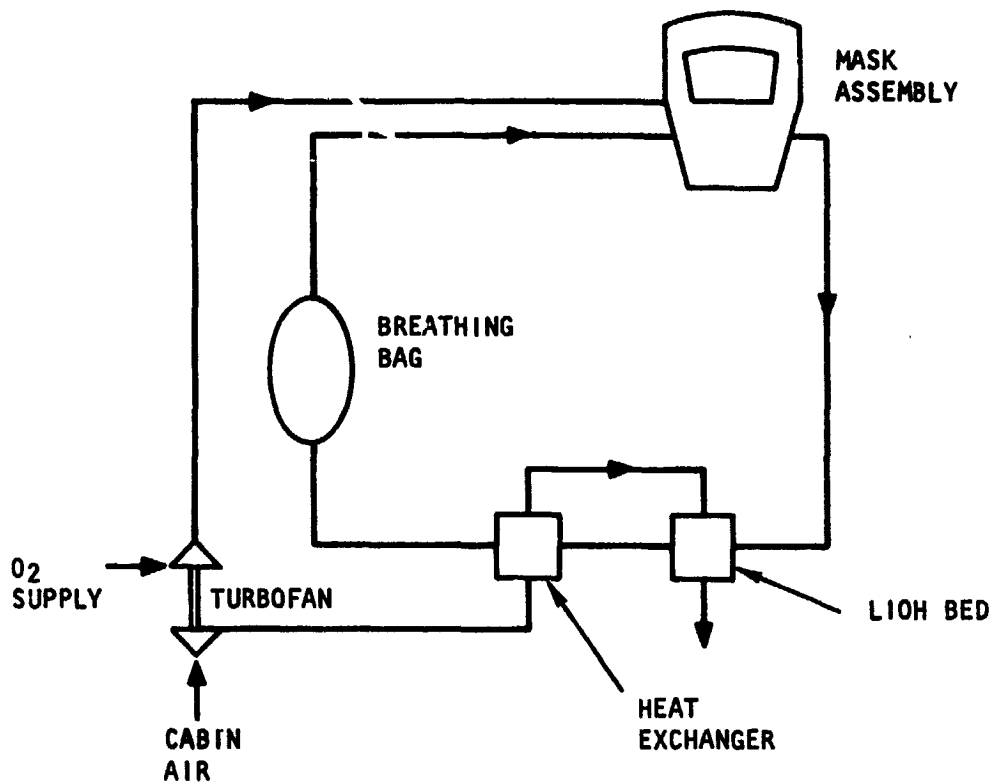 MASK
ASSEMBLY
BREATHING
BAG
O2
SUPPLY
TURBOFAN
LIOH BED
HEAT
EXCHANGER
CABIN
AIR